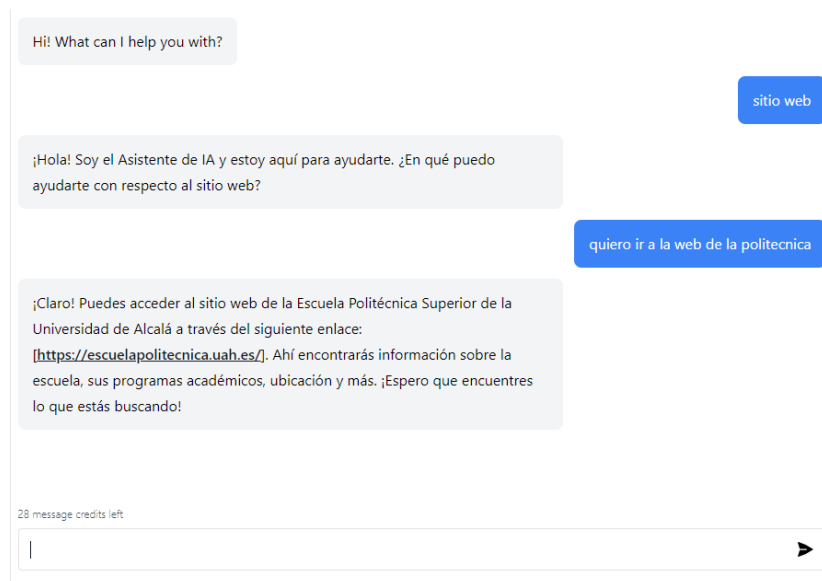 Hi! What can I help you with?
sitio web
¡Hola! Soy el Asistente de IA y estoy aquí para ayudarte. ¿En qué puedo
ayudarte con respecto al sitio web?
quiero ir a la web de la politecnica
¡Claro! Puedes acceder al sitio web de la Escuela Politécnica Superior de la
Universidad de Alcalá a través del siguiente enlace:
[https://escuelapolitecnica.uah.es/]. Ahí encontrarás información sobre la
escuela, sus programas académicos, ubicación y más. ¡Espero que encuentres
lo que estás buscando!
28 message credits left